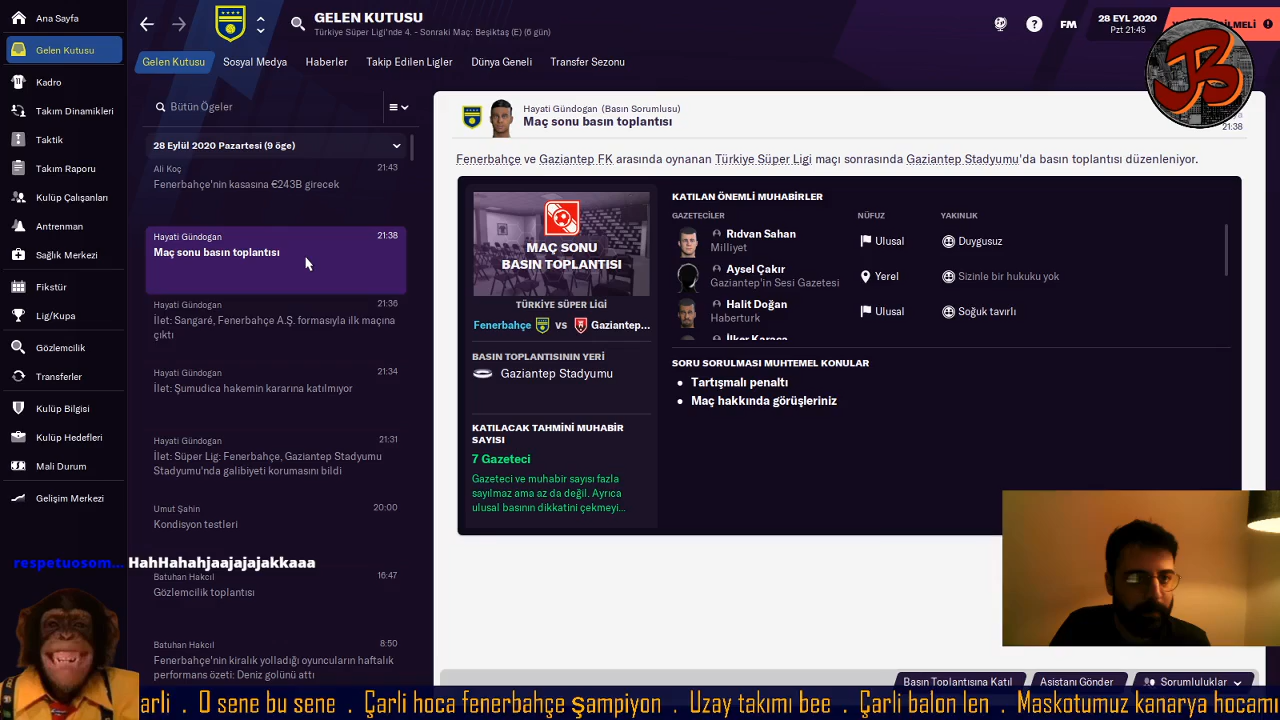 Ana Sayfa
Gelen Kutusu
Kadro
Takım Dinamikleri
Taktik
Takım Raporu
Kulüp Çalışanları
Antrenman
Sağlık Merkezi
Fikstür
Lig/Kupa
Gözlemcilik
Transferler
Kulüp Bilgisi
Kulüp Hedefleri
Mali Durum
Gelişim Merkezi
GELEN KUTUSU
Türkiye Süper Ligi'nde 4. - Sonraki Maç: Beşiktaş (E) (6 gün)
FM
28 EYL 2020
Pzt 21:45
Gelen Kutusu
Sosyal Medya
Haberler
Takip Edilen Ligler
Dünya Geneli
Transfer Sezonu
Bütün Ögeler
28 Eylül 2020 Pazartesi (9 öge)
Ali Koç
21:43
Fenerbahçe'nin kasasına €243B girecek
Hayati Gündogan
21:38
Maç sonu basın toplantısı
Hayati Gündogan
21:36
İlet: Sangaré, Fenerbahçe A.Ş. formasıyla ilk maçına
çıktı
Hayati Gündogan
21:34
İlet: Şumudica hakemin kararına katılmıyor
Hayati Gündogan
21:31
İlet: Süper Lig: Fenerbahçe, Gaziantep Stadyumu
Stadyumu'nda galibiyeti korumasını bildi
Umut Şahin
20:00
Kondisyon testleri
Batuhan Hakcıl
16:47
Gözlemcilik toplantısı
Batuhan Hakcıl
8:50
Fenerbahçe'nin kiralık yolladığı oyuncuların haftalık
performans özeti: Deniz golünü attı
Hayati Gündogan (Basın Sorumlusu)
Maç sonu basın toplantısı
21:38
Fenerbahçe ve Gaziantep FK arasında oynanan Türkiye Süper Ligi maçı sonrasında Gaziantep Stadyumu'da basın toplantısı düzenleniyor.
MAÇ SONU
BASIN TOPLANTISI
TÜRKİYE SÜPER LİGİ
Fenerbahçe vs Gaziantep...
BASIN TOPLANTISININ YERİ
Gaziantep Stadyumu
KATILACAK TAHMİNİ MUHABİR
SAYISI
7 Gazeteci
Gazeteci ve muhabir sayısı fazla
sayılmaz ama az da değil. Ayrıca
ulusal basının dikkatini çekmeyi...
KATILAN ÖNEMLİ MUHABİRLER
GAZETECİLER
NÜFUZ
YAKINLIK
Rıdvan Sahan
Milliyet
Ulusal
Duygusuz
Aysel Çakır
Gaziantep'in Sesi Gazetesi
Yerel
Sizinle bir hukuku yok
Halit Doğan
Haberturk
Ulusal
Soğuk tavırlı
İlker Karaca
SORU SORULMASI MUHTEMEL KONULAR
Tartışmalı penaltı
Maç hakkında görüşleriniz
Basın Toplantısına Katıl
Asistanı Gönder
Sorumluluklar
respetuosom... HahHahahjaajajajakkaaa
arli . O sene bu sene . Çarli hoca fenerbahçe şampiyon . Uzay takımı bee . Çarli balon len . Maskotumuz kanarya hocamı